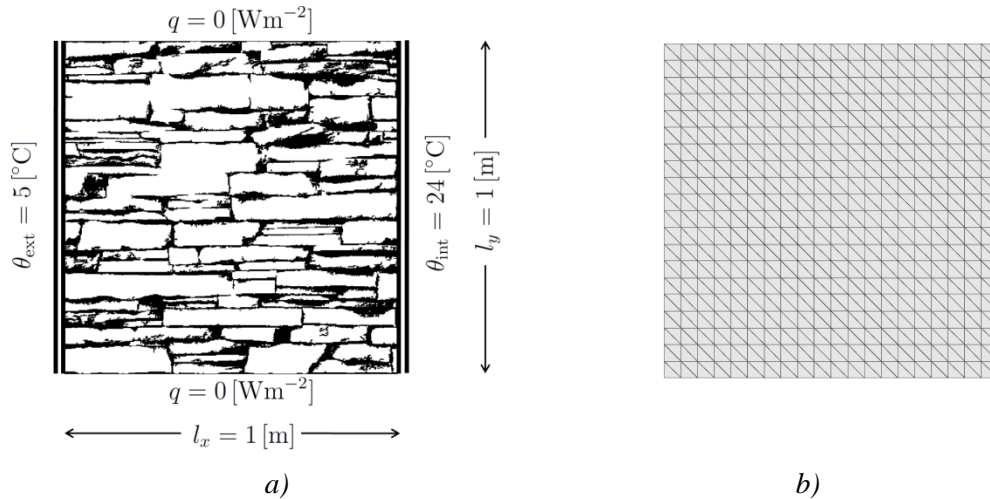 q = 0 [Wm⁻²]
θ_ext = 5 [°C]
θ_int = 24 [°C]
l_y = 1 [m]
q = 0 [Wm⁻²]
l_x = 1 [m]
a)
b)